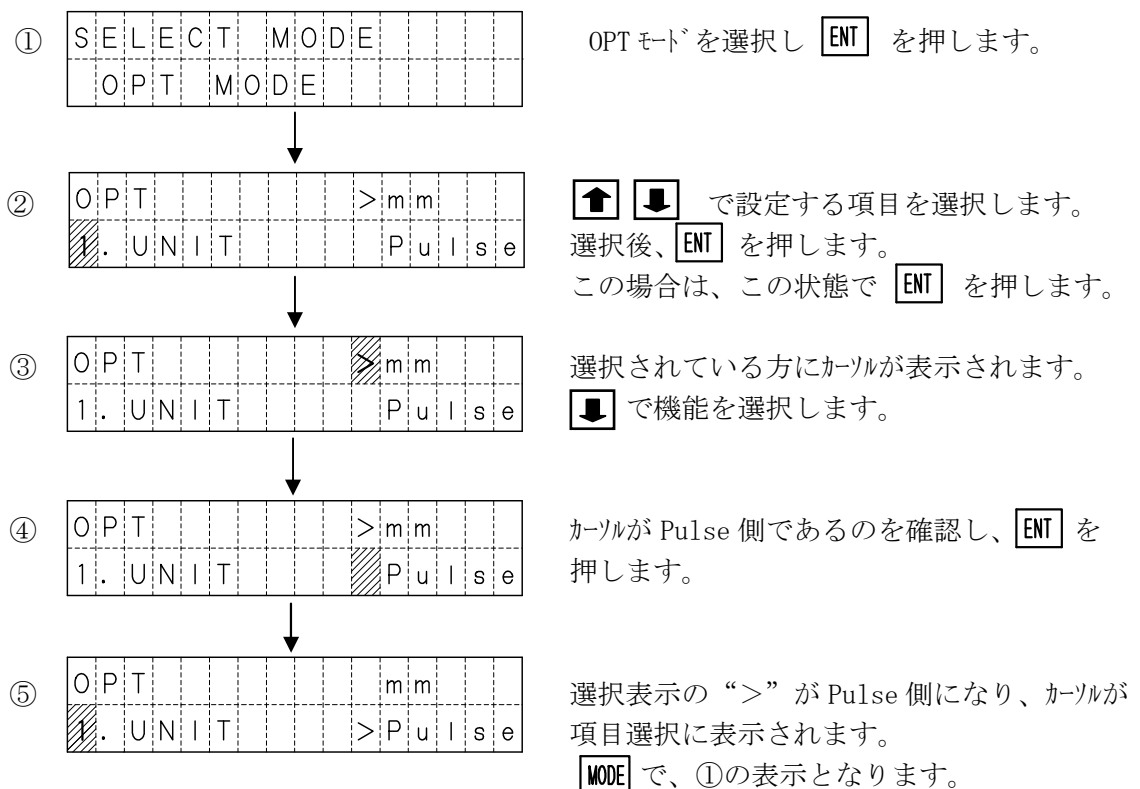 ①
SELECT MODE
OPT MODE
OPTﾓｰﾄﾞを選択し ENT を押します。
②
OPT >mm
1. UNIT Pulse
で設定する項目を選択します。
選択後、ENT を押します。
この場合は、この状態で ENT を押します。
③
OPT >mm
1. UNIT Pulse
選択されている方にｶｰｿﾙが表示されます。
で機能を選択します。
④
OPT >mm
1. UNIT Pulse
ｶｰｿﾙが Pulse 側であるのを確認し、ENT を
押します。
⑤
OPT mm
1. UNIT >Pulse
選択表示の“＞”が Pulse 側になり、ｶｰｿﾙが
項目選択に表示されます。
MODE で、①の表示となります。